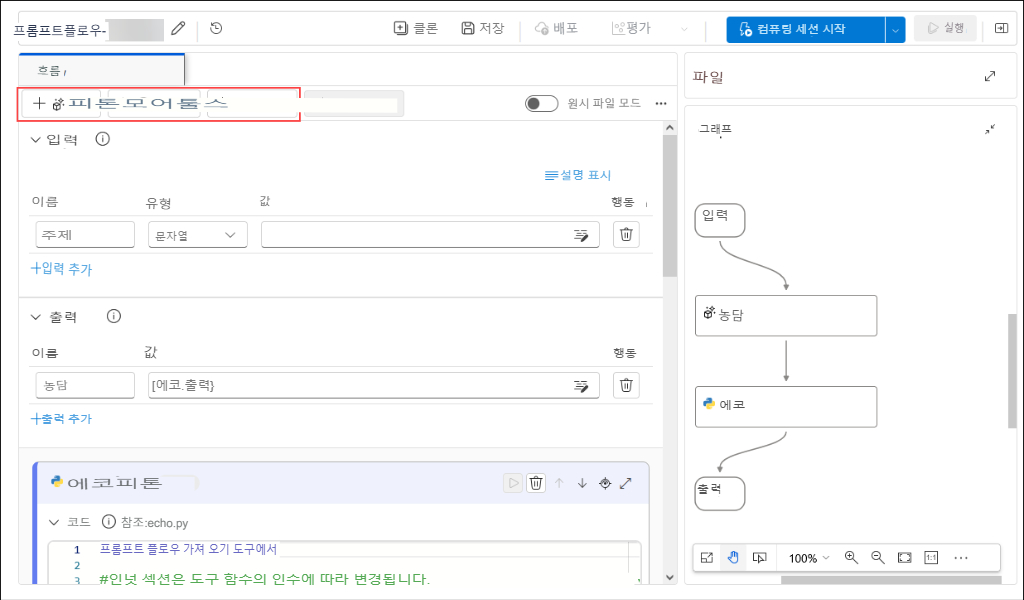 프롬프트플로우-
클론 저장 배포 평가 컴퓨팅 세션 시작 실행
흐름
+ 피톤모어툴스
원시 파일 모드 ...
입력
설명 표시
이름 유형 값 행동
주제 문자열
+입력 추가
출력
이름 값 행동
농담 [에코.출력}
+출력 추가
에코피톤
코드 참조:echo.py
1 프롬프트 플로우 가져 오기 도구에서
2
3 #인넛 섹션은 도구 함수의 인수에 따라 변경됩니다.
파일
그래프
입력
농담
에코
출력
100% 1:1 ...